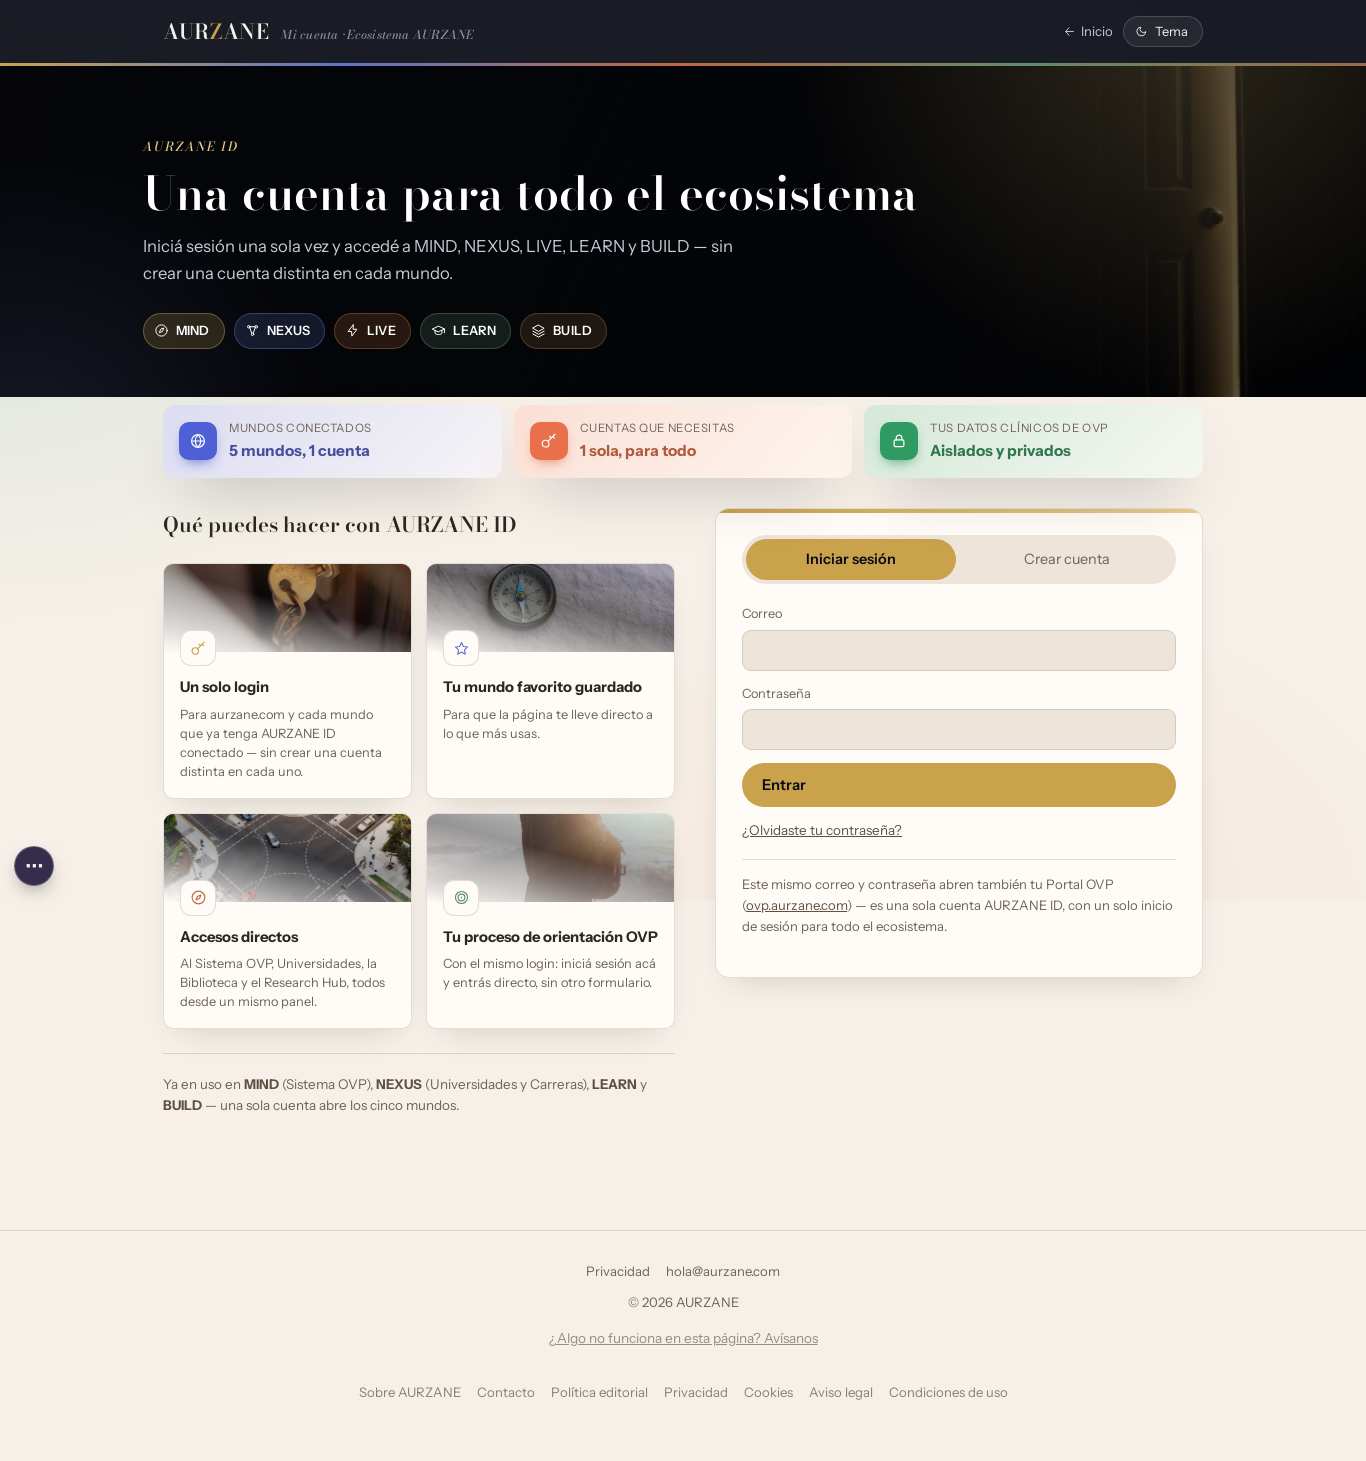 AURZANE Mi cuenta · Ecosistema AURZANE
← Inicio
Tema
AURZANE ID
Una cuenta para todo el ecosistema
Iniciá sesión una sola vez y accedé a MIND, NEXUS, LIVE, LEARN y BUILD — sin
crear una cuenta distinta en cada mundo.
MIND
NEXUS
LIVE
LEARN
BUILD
MUNDOS CONECTADOS
5 mundos, 1 cuenta
CUENTAS QUE NECESITAS
1 sola, para todo
TUS DATOS CLÍNICOS DE OVP
Aislados y privados
Qué puedes hacer con AURZANE ID
Un solo login
Para aurzane.com y cada mundo
que ya tenga AURZANE ID
conectado — sin crear una cuenta
distinta en cada uno.
Tu mundo favorito guardado
Para que la página te lleve directo a
lo que más usas.
Accesos directos
Al Sistema OVP, Universidades, la
Biblioteca y el Research Hub, todos
desde un mismo panel.
Tu proceso de orientación OVP
Con el mismo login: iniciá sesión acá
y entrás directo, sin otro formulario.
Ya en uso en MIND (Sistema OVP), NEXUS (Universidades y Carreras), LEARN y
BUILD — una sola cuenta abre los cinco mundos.
Iniciar sesión
Crear cuenta
Correo
Contraseña
Entrar
¿Olvidaste tu contraseña?
Este mismo correo y contraseña abren también tu Portal OVP
(ovp.aurzane.com) — es una sola cuenta AURZANE ID, con un solo inicio
de sesión para todo el ecosistema.
Privacidad hola@aurzane.com
© 2026 AURZANE
¿Algo no funciona en esta página? Avísanos
Sobre AURZANE Contacto Política editorial Privacidad Cookies Aviso legal Condiciones de uso